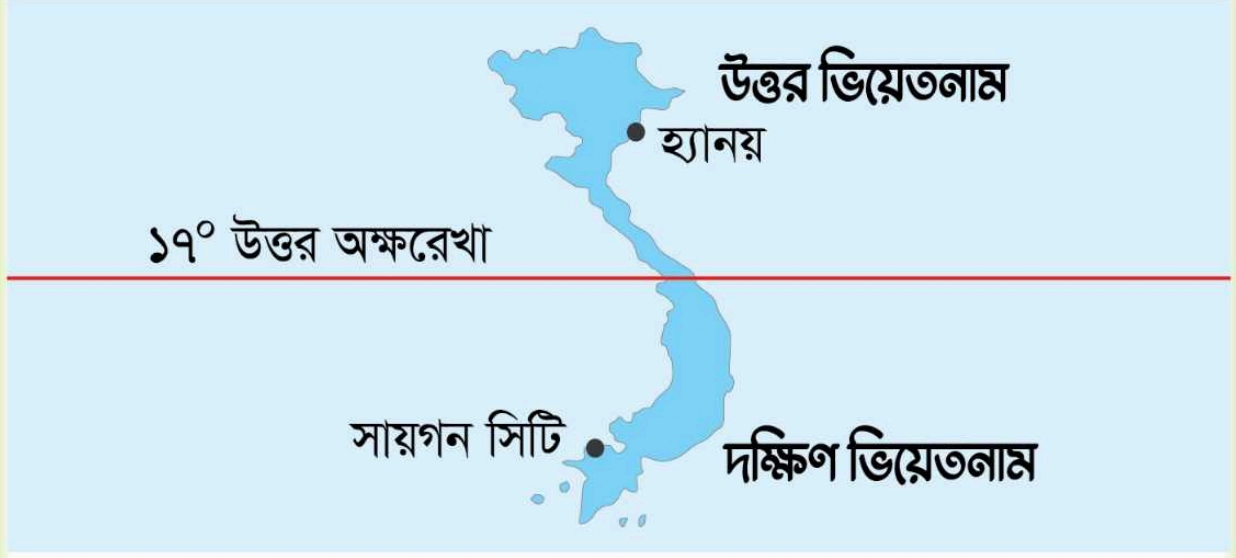 উত্তর ভিয়েতনাম
হ্যানয়
১৭° উত্তর অক্ষরেখা
সায়গন সিটি
দক্ষিণ ভিয়েতনাম